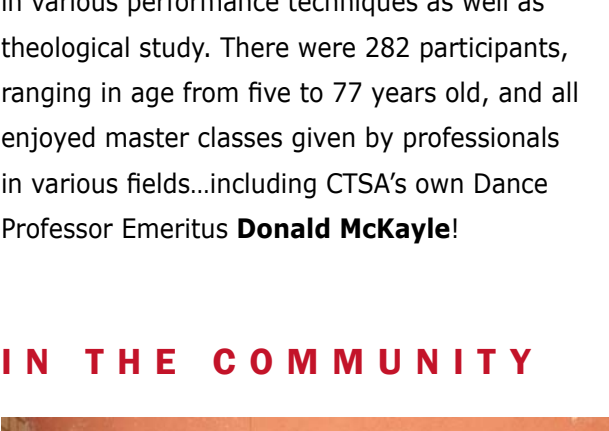 in various performance techniques as well as
theological study. There were 282 participants,
ranging in age from five to 77 years old, and all
enjoyed master classes given by professionals
in various fields…including CTSA’s own Dance
Professor Emeritus Donald McKayle!
IN THE COMMUNITY